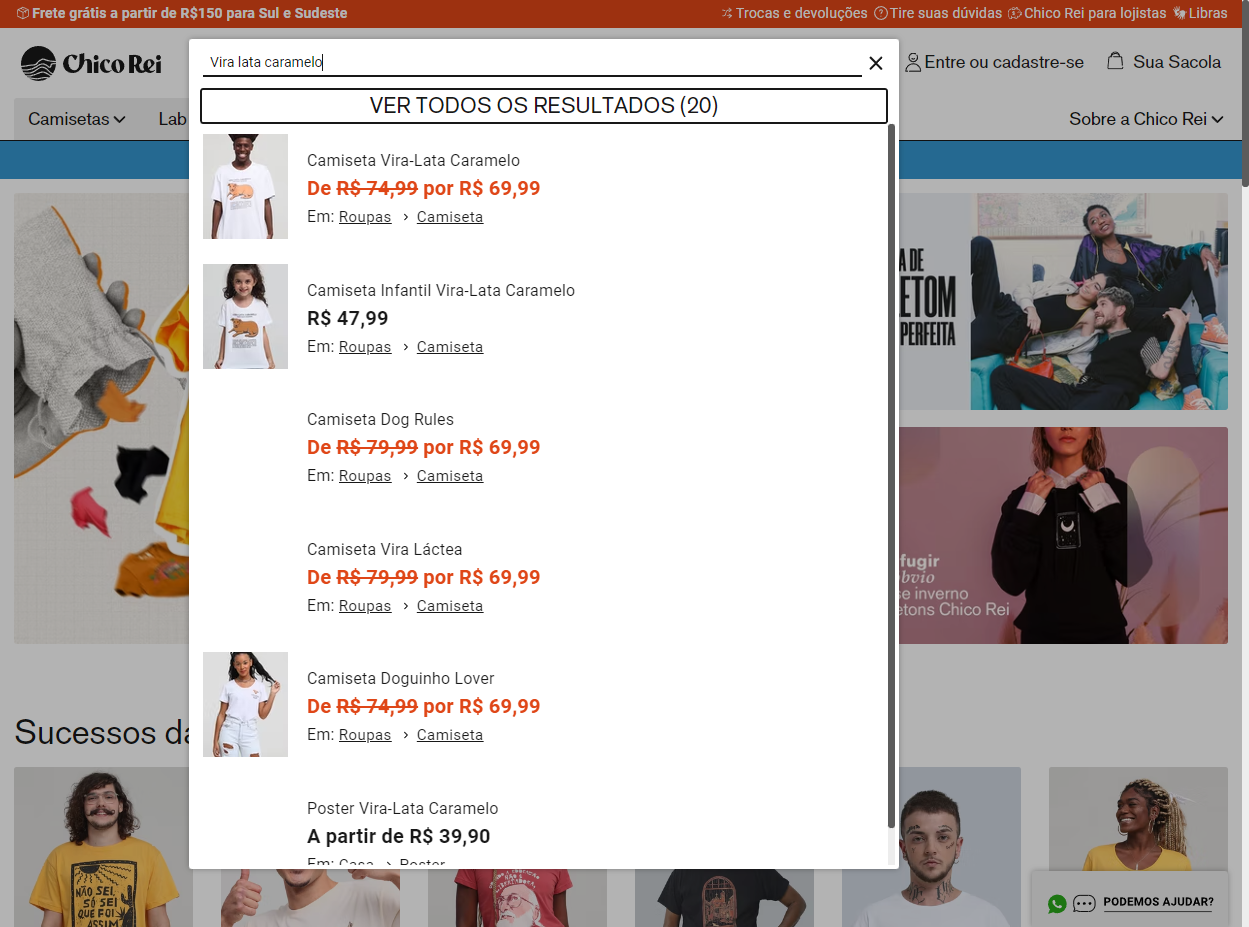 Frete grátis a partir de R$150 para Sul e Sudeste
Trocas e devoluções
Tire suas dúvidas
Chico Rei para lojistas
Libras
Chico Rei
Vira lata caramelo
Entre ou cadastre-se
Sua Sacola
Camisetas
Lab
Sobre a Chico Rei
VER TODOS OS RESULTADOS (20)
Camiseta Vira-Lata Caramelo
De R$ 74,99 por R$ 69,99
Em: Roupas > Camiseta
Camiseta Infantil Vira-Lata Caramelo
R$ 47,99
Em: Roupas > Camiseta
Camiseta Dog Rules
De R$ 79,99 por R$ 69,99
Em: Roupas > Camiseta
Camiseta Vira Láctea
De R$ 79,99 por R$ 69,99
Em: Roupas > Camiseta
Camiseta Doguinho Lover
De R$ 74,99 por R$ 69,99
Em: Roupas > Camiseta
Poster Vira-Lata Caramelo
A partir de R$ 39,90
Em: Casa > Poster
A DE
ETOM
PERFEITA
fugir
óbvio
se inverno
etons Chico Rei
Sucessos da
NÃO SEI
SÓ SEI
QUE FOI
ASSIM
PODEMOS AJUDAR?